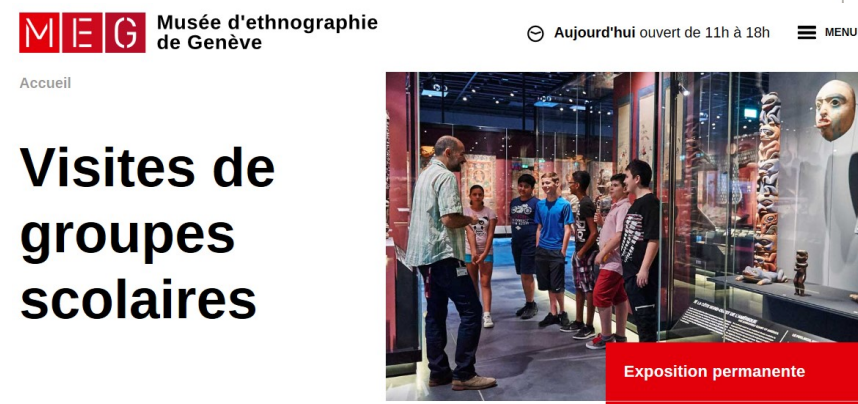 MEG
Musée d'ethnographie
de Genève
Aujourd'hui ouvert de 11h à 18h
MENU
Accueil
Visites de
groupes
scolaires
Exposition permanente